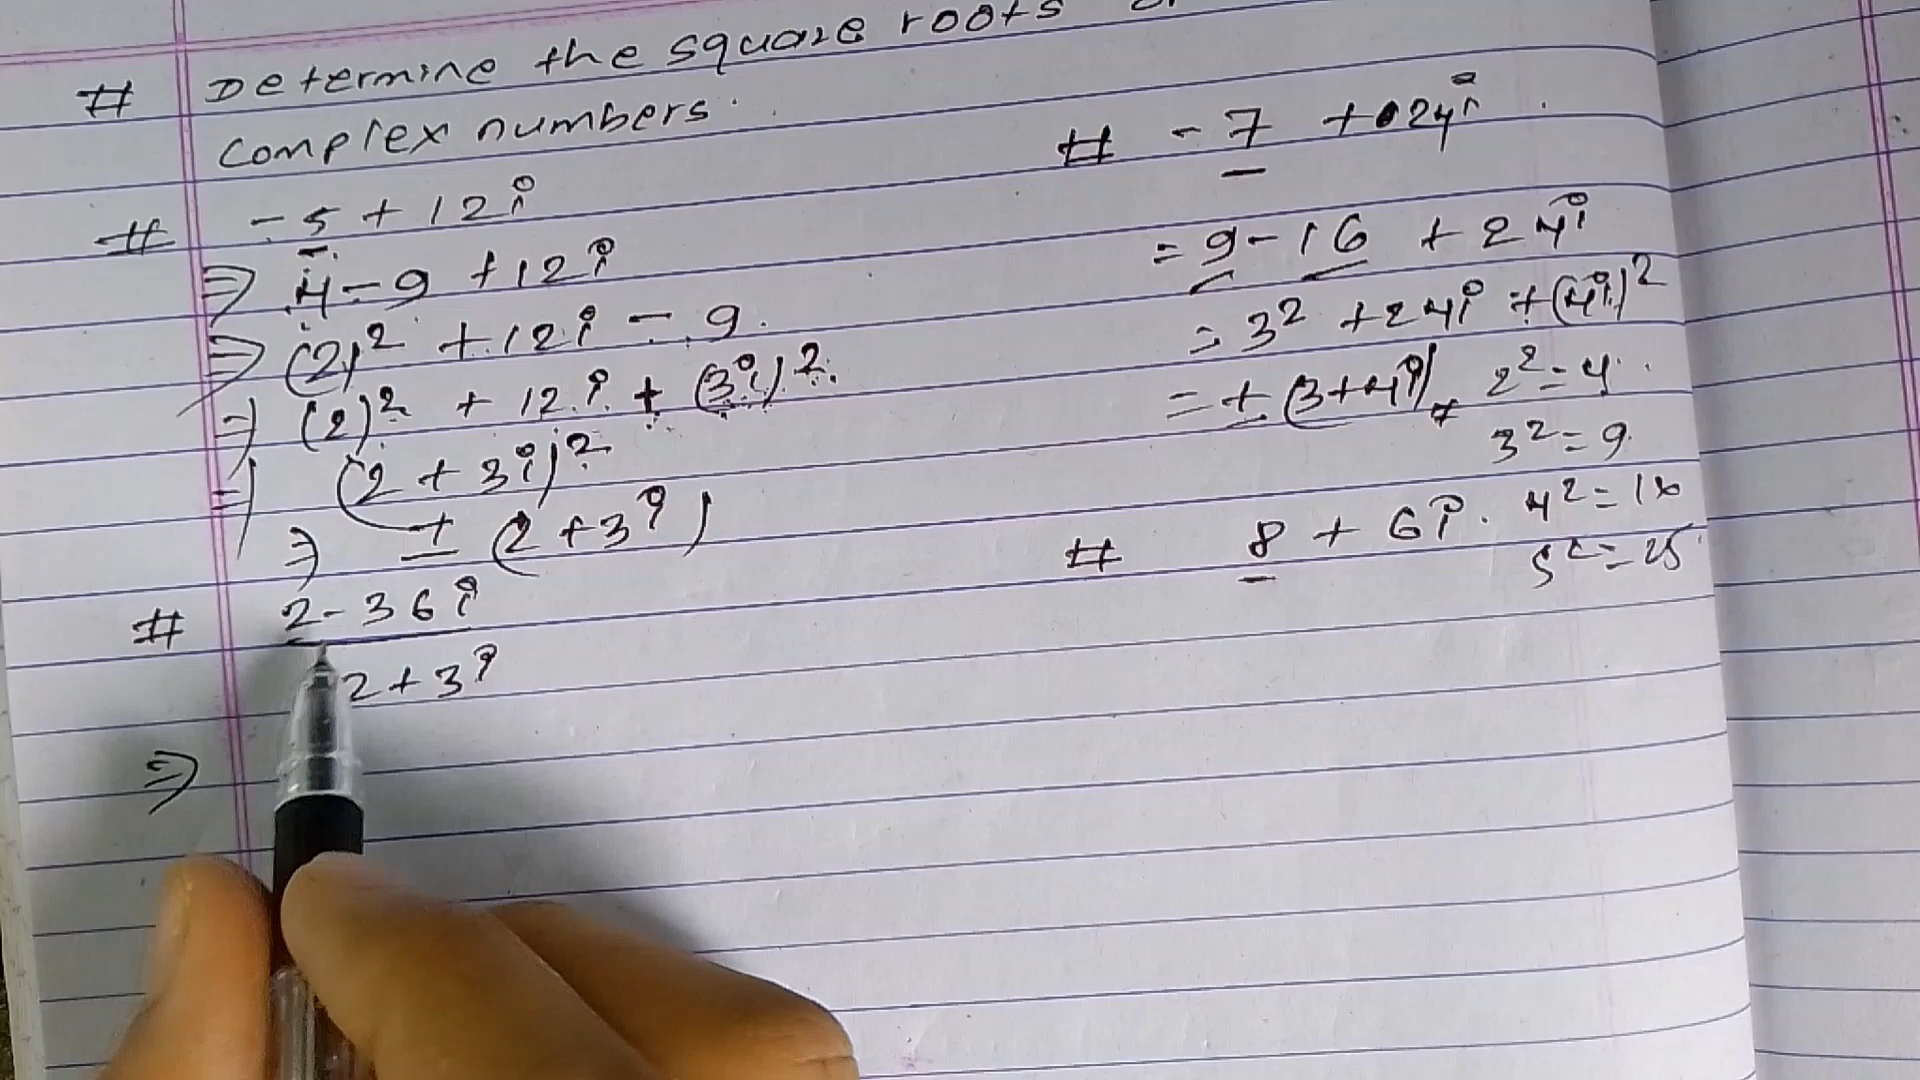 # Determine the square roots
complex numbers.
# - 5 + 12i
⇒ 4 - 9 + 12i
⇒ (2)² + 12i - 9.
⇒ (2)² + 12i + (3i)².
⇒ (2 + 3i)²
⇒ ± (2 + 3i)
# 2 - 36i
2 + 3i
⇒
# - 7 + 24i.
= 9 - 16 + 24i
= 3² + 24i + (4i)²
= ± (3 + 4i)
2² = 4.
3² = 9.
4² = 16
5² = 25
# 8 + 6i.